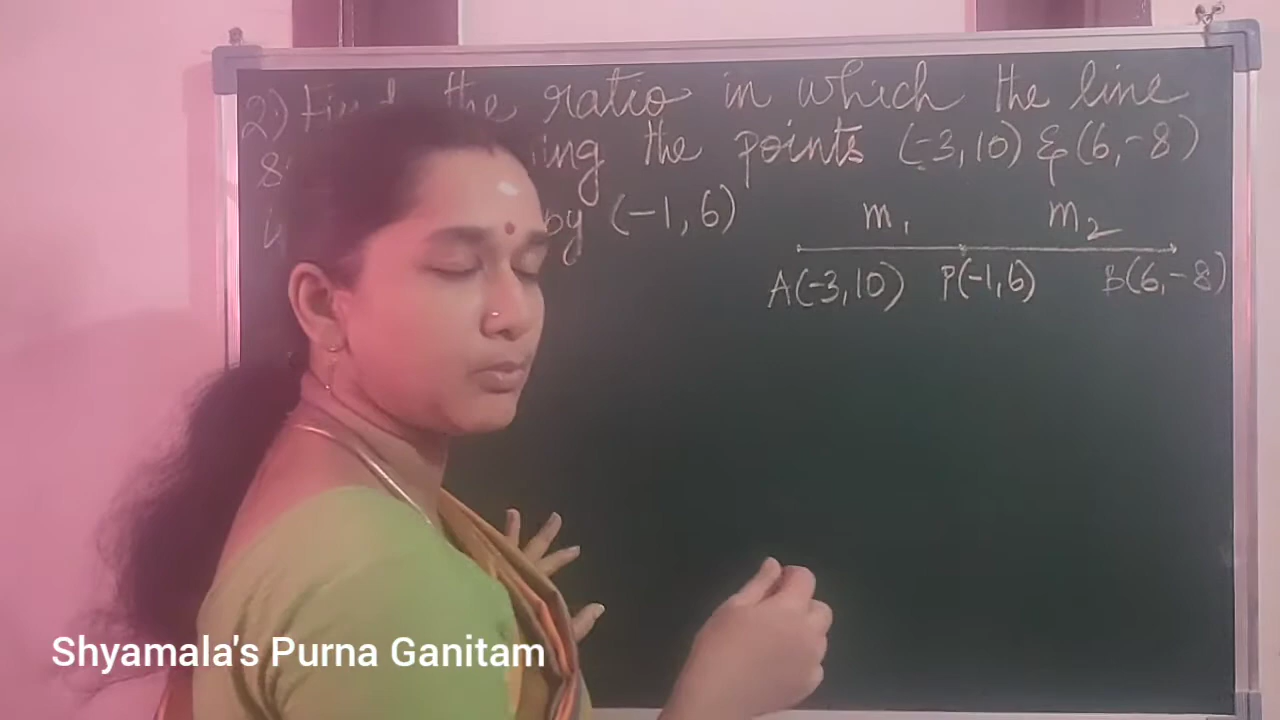 2) the ratio in which the line
the points (-3,10) & (6,-8)
by (-1,6)
m₁ m₂
A(-3,10) P(-1,6) B(6,-8)
Shyamala's Purna Ganitam